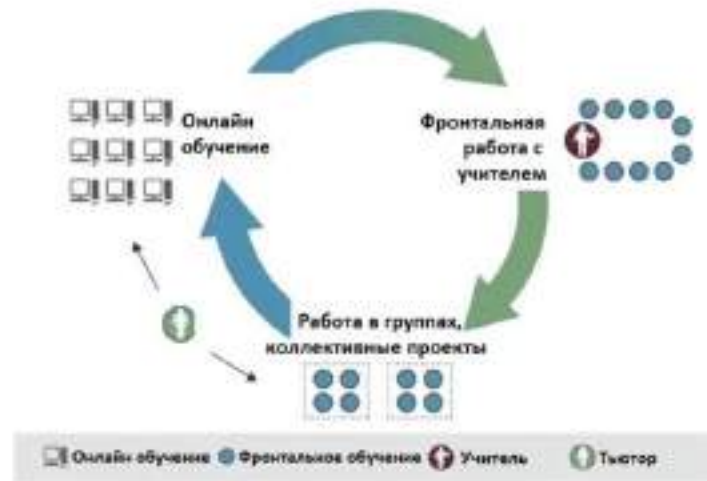 Онлайн
обучение
Фронтальная
работа с
учителем
Работа в группах,
коллективные проекты
Онлайн обучение Фронтальное обучение Учитель Тьютор